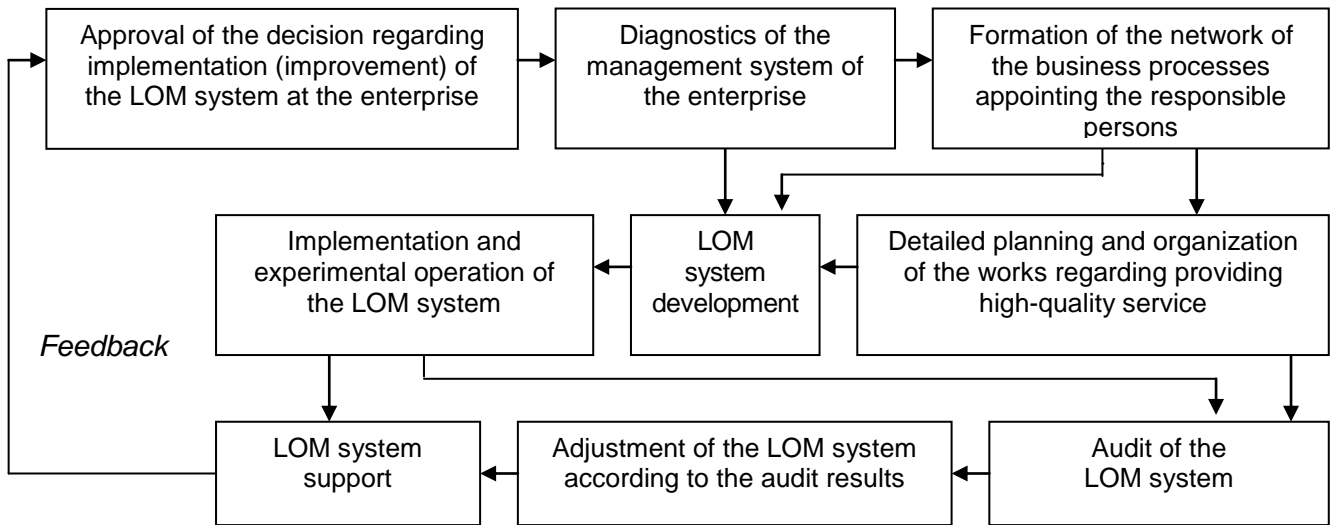 Approval of the decision regarding
implementation (improvement) of
the LOM system at the enterprise
Diagnostics of the
management system of
the enterprise
Formation of the network of
the business processes
appointing the responsible
persons
Implementation and
experimental operation of
the LOM system
LOM
system
development
Detailed planning and organization
of the works regarding providing
high-quality service
Feedback
LOM system
support
Adjustment of the LOM system
according to the audit results
Audit of the
LOM system